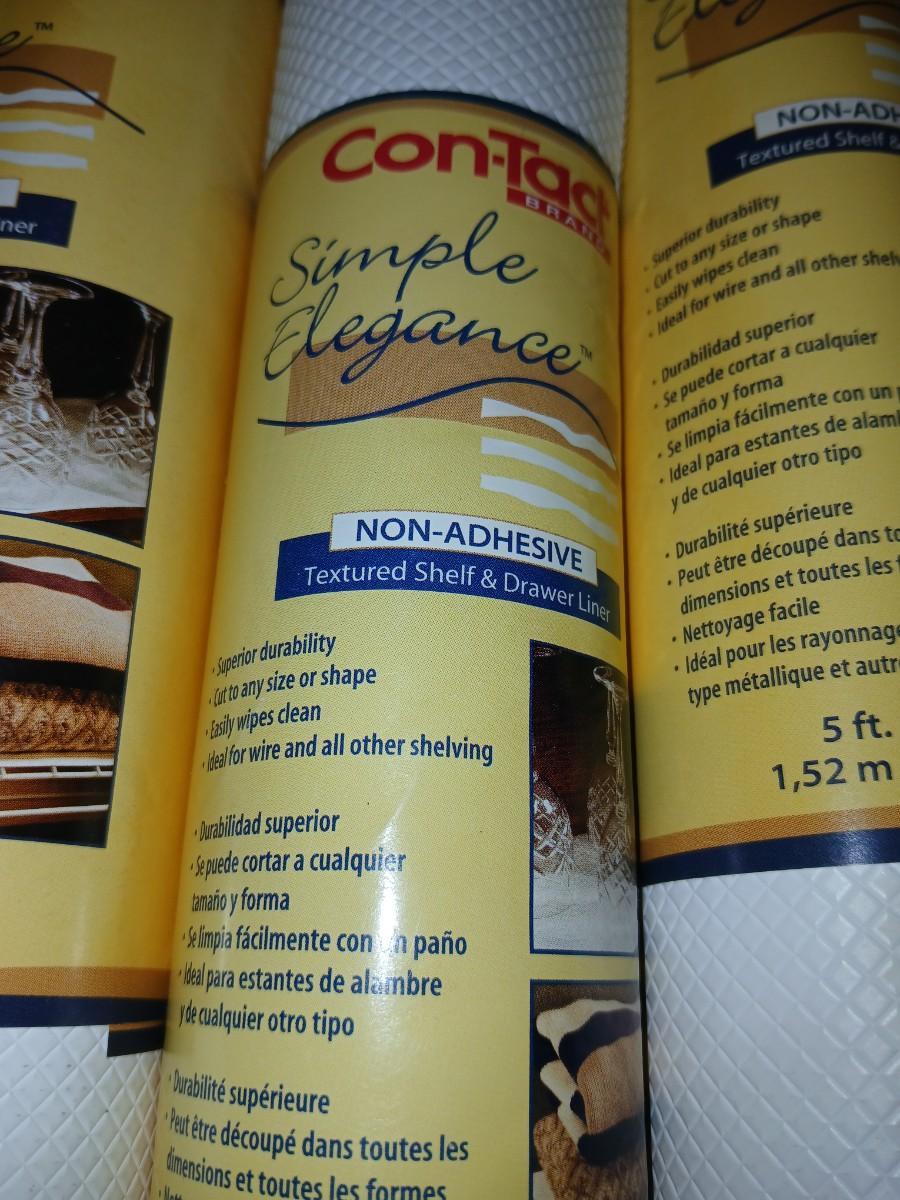 TM
ner
Con-Tact
BRAND
Simple
Elegance™
NON-ADHESIVE
Textured Shelf & Drawer Liner
· Superior durability
· Cut to any size or shape
· Easily wipes clean
· Ideal for wire and all other shelving
· Durabilidad superior
· Se puede cortar a cualquier
tamaño y forma
· Se limpia fácilmente con un paño
· Ideal para estantes de alambre
y de cualquier otro tipo
· Durabilité supérieure
· Peut être découpé dans toutes les
dimensions et toutes les formes
NON-ADH
Textured Shelf &
· Superior durability
· Cut to any size or shape
· Easily wipes clean
· Ideal for wire and all other shelv
· Durabilidad superior
· Se puede cortar a cualquier
tamaño y forma
· Se limpia fácilmente con un
· Ideal para estantes de alam
y de cualquier otro tipo
· Durabilité supérieure
· Peut être découpé dans to
dimensions et toutes les
· Nettoyage facile
· Idéal pour les rayonnage
type métallique et autr
5 ft.
1,52 m